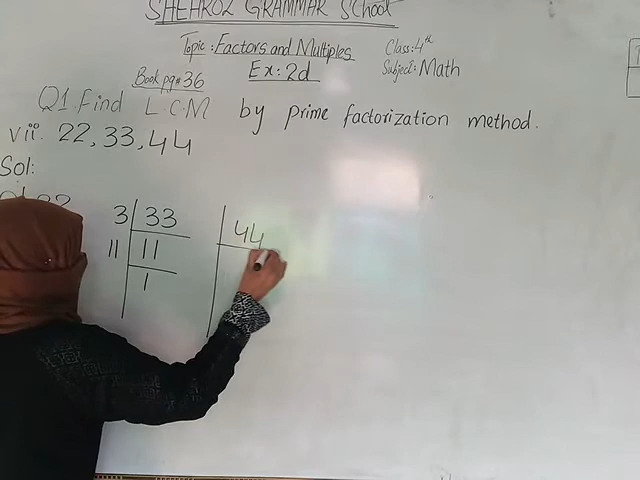 SHEHROZ GRAMMAR SCHOOL
Topic: Factors and Multiples
Class: 4th
Subject: Math
Book pg# 36
Ex: 2d
Q1. Find L.C.M by prime factorization method.
vii. 22, 33, 44
Sol:
3 33
11 11
1
44